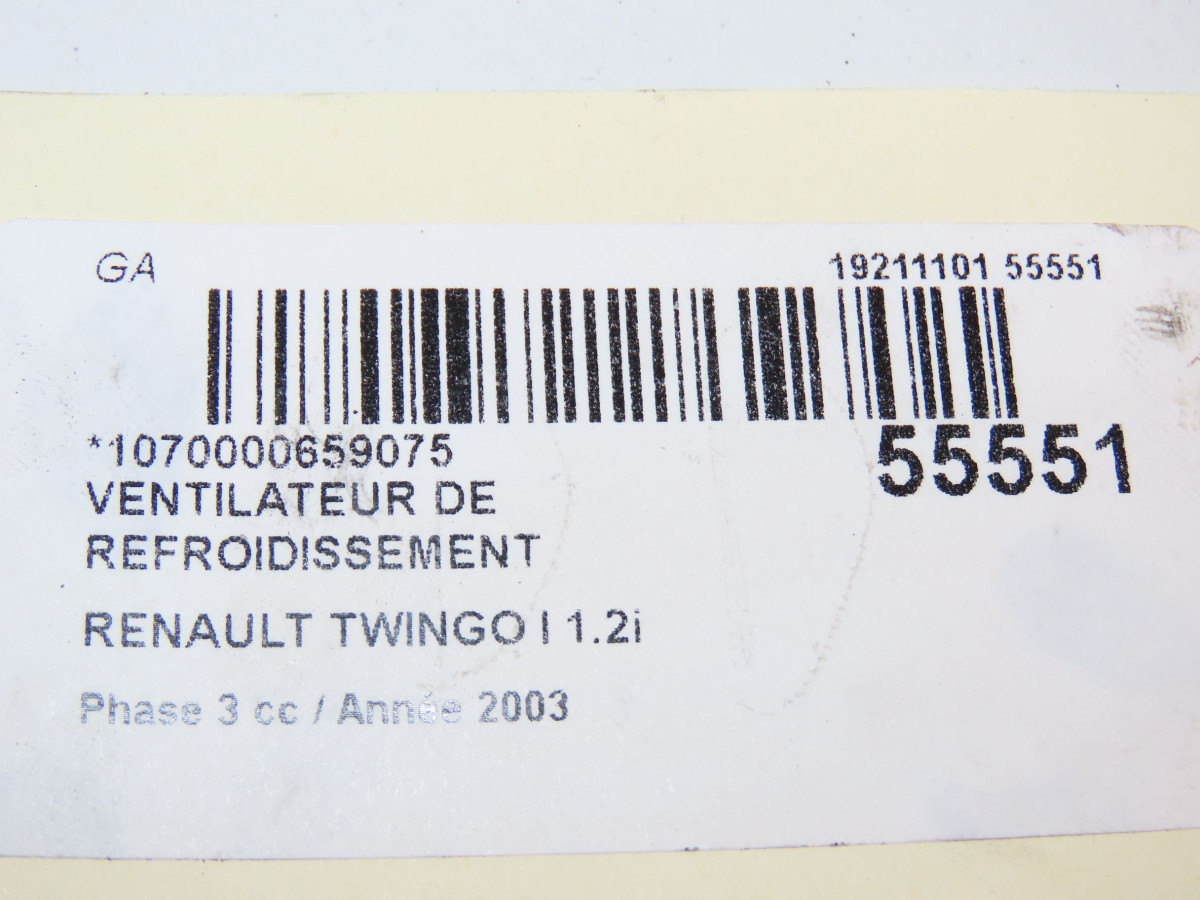 GA
19211101 55551
*1070000659075
55551
VENTILATEUR DE
REFROIDISSEMENT
RENAULT TWINGO I 1.2i
Phase 3 cc / Année 2003